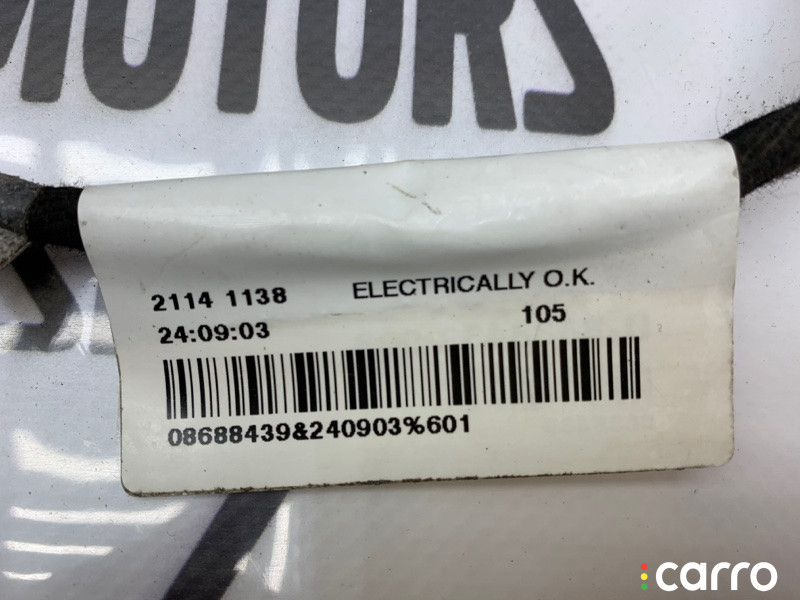 MOTORS
2114 1138 ELECTRICALLY O.K.
24:09:03 105
08688439&240903%601
carro